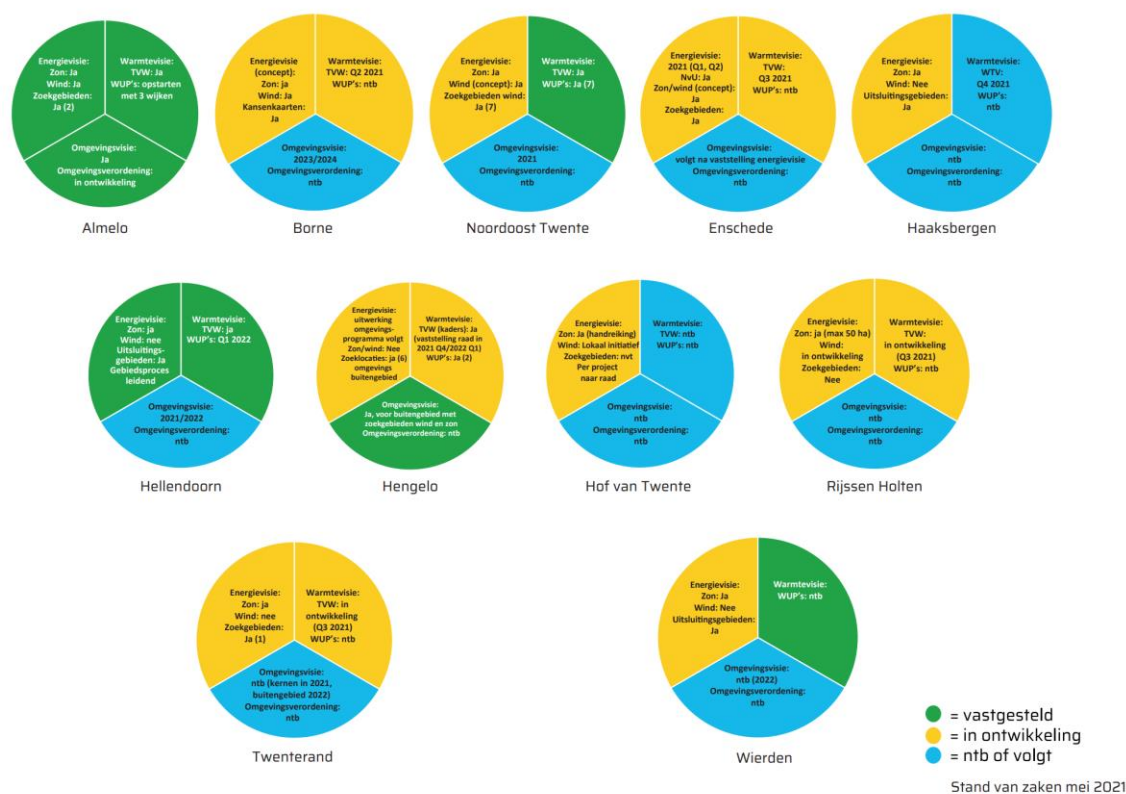 Energievisie:
Zon: Ja
Wind: Ja
Zoekgebieden:
Ja (2)
Warmtevisie:
TVW: Ja
WUP's: opstarten
met 3 wijken
Omgevingsvisie:
Ja
Omgevingsverordening:
in ontwikkeling
Almelo
Energievisie
(concept):
Zon: ja
Wind: Ja
Kansenkaarten:
Ja
Warmtevisie:
TVW: Q2 2021
WUP's: ntb
Omgevingsvisie:
2023/2024
Omgevingsverordening:
ntb
Borne
Energievisie:
Zon: Ja
Wind (concept): Ja
Zoekgebieden wind:
Ja (7)
Warmtevisie:
TVW: Ja
WUP's: Ja (7)
Omgevingsvisie:
2021
Omgevingsverordening:
ntb
Noordoost Twente
Energievisie:
2021 (Q1, Q2)
NvU: Ja
Zon/wind (concept):
Ja
Zoekgebieden:
Ja
Warmtevisie:
TVW:
Q3 2021
WUP's: ntb
Omgevingsvisie:
volgt na vaststelling energievisie
Omgevingsverordening:
ntb
Enschede
Energievisie:
Zon: Ja
Wind: Nee
Uitsluitingsgebieden:
Ja
Warmtevisie:
WTV:
Q4 2021
WUP's:
ntb
Omgevingsvisie:
ntb
Omgevingsverordening:
ntb
Haaksbergen
Energievisie:
Zon: ja
Wind: nee
Uitsluitings-
gebieden: Ja
Gebiedsproces
leidend
Warmtevisie:
TVW: ja
WUP's: Q1 2022
Omgevingsvisie:
2021/2022
Omgevingsverordening:
ntb
Hellendoorn
Energievisie:
uitwerking
omgevings-
programma volgt
Zon/wind: Nee
Zoeklocaties: ja (6)
omgevings
buitengebied
Warmtevisie:
TVW (kaders): Ja
(vaststelling raad in
2021 Q4/2022 Q1)
WUP's: Ja (2)
Omgevingsvisie:
Ja, voor buitengebied met
zoekgebieden wind en zon
Omgevingsverordening: ntb
Hengelo
Energievisie:
Zon: Ja (handreiking)
Wind: Lokaal initiatief
Zoekgebieden: nvt
Per project
naar raad
Warmtevisie:
TVW: ntb
WUP's: ntb
Omgevingsvisie:
ntb
Omgevingsverordening:
ntb
Hof van Twente
Energievisie:
Zon: ja (max 50 ha)
Wind:
in ontwikkeling
Zoekgebieden:
Nee
Warmtevisie:
TVW:
in ontwikkeling
(Q3 2021)
WUP's: ntb
Omgevingsvisie:
ntb
Omgevingsverordening:
ntb
Rijssen Holten
Energievisie:
Zon: ja
Wind: nee
Zoekgebieden:
Ja (1)
Warmtevisie:
TVW: in
ontwikkeling
(Q3 2021)
WUP's: ntb
Omgevingsvisie:
ntb (kernen in 2021,
buitengebied 2022)
Omgevingsverordening:
ntb
Twenterand
Energievisie:
Zon: Ja
Wind: Nee
Uitsluitingsgebieden:
Ja
Warmtevisie:
WUP's: ntb
Omgevingsvisie:
ntb (2022)
Omgevingsverordening:
ntb
Wierden
= vastgesteld
= in ontwikkeling
= ntb of volgt
Stand van zaken mei 2021